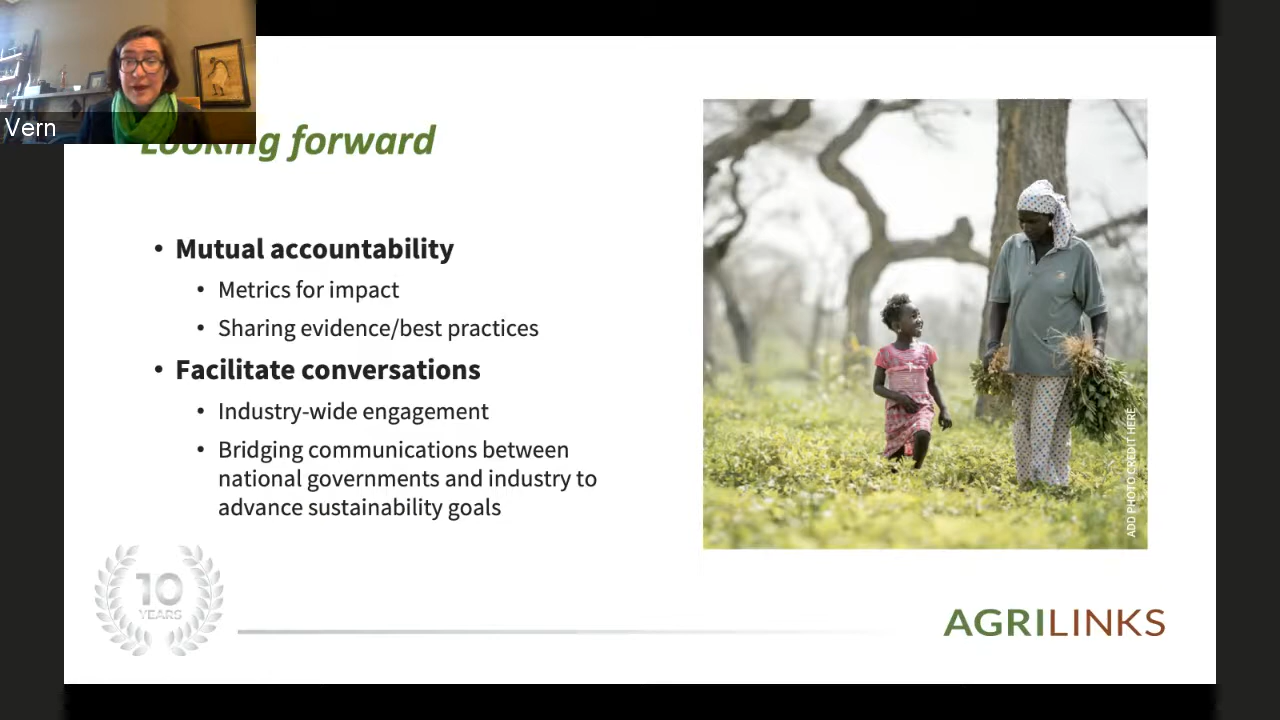 Vern
Looking forward
• Mutual accountability
• Metrics for impact
• Sharing evidence/best practices
• Facilitate conversations
• Industry-wide engagement
• Bridging communications between
national governments and industry to
advance sustainability goals
ADD PHOTO CREDIT HERE
10
YEARS
AGRILINKS